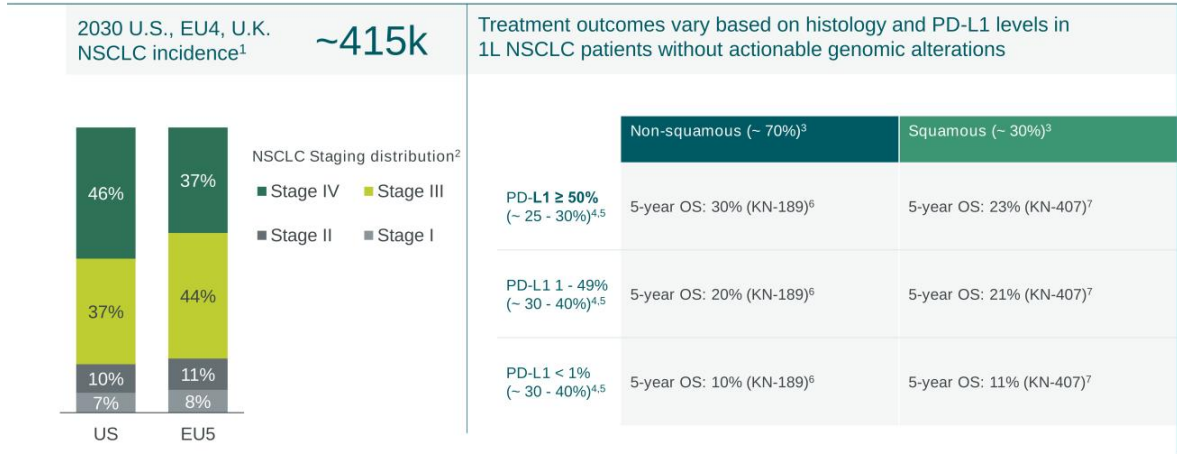 2030 U.S., EU4, U.K.
NSCLC incidence¹
~415k
Treatment outcomes vary based on histology and PD-L1 levels in
1L NSCLC patients without actionable genomic alterations
NSCLC Staging distribution²
Stage IV
Stage III
Stage II
Stage I
46%
37%
37%
44%
10%
11%
7%
8%
US
EU5
Non-squamous (~ 70%)³
Squamous (~ 30%)³
PD-L1 ≥ 50%
(~ 25 - 30%)⁴,⁵
5-year OS: 30% (KN-189)⁶
5-year OS: 23% (KN-407)⁷
PD-L1 1 - 49%
(~ 30 - 40%)⁴,⁵
5-year OS: 20% (KN-189)⁶
5-year OS: 21% (KN-407)⁷
PD-L1 < 1%
(~ 30 - 40%)⁴,⁵
5-year OS: 10% (KN-189)⁶
5-year OS: 11% (KN-407)⁷